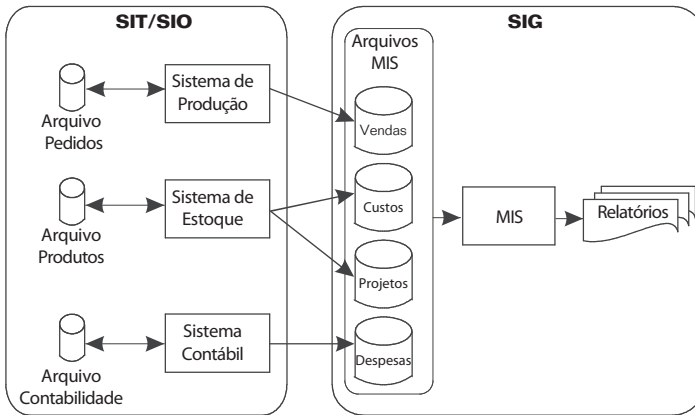 SIT/SIO
Arquivo
Pedidos
Sistema de
Produção
Arquivo
Produtos
Sistema de
Estoque
Arquivo
Contabilidade
Sistema
Contábil
SIG
Arquivos
MIS
Vendas
Custos
Projetos
Despesas
MIS
Relatórios